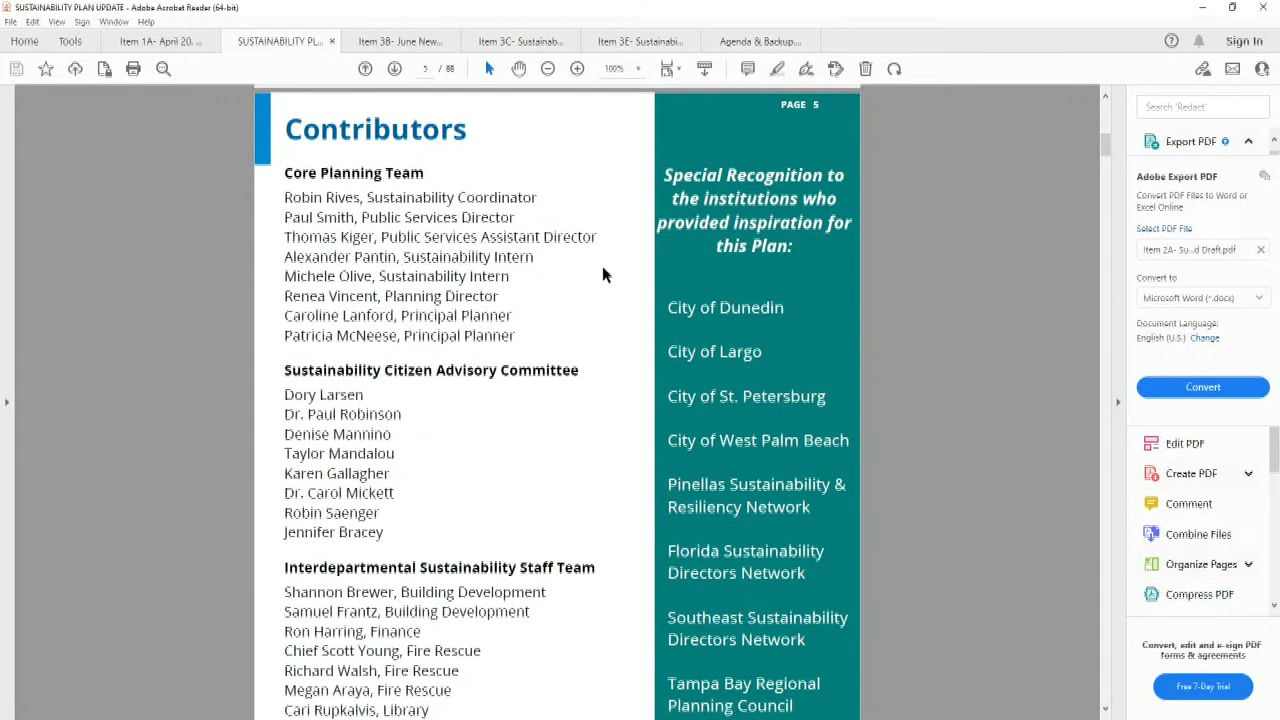 SUSTAINABILITY PLAN UPDATE - Adobe Acrobat Reader (64-bit)
File Edit View Sign Window Help
Home Tools Item 1A- April 20, ... SUSTAINABILITY PL... × Item 3B- June New... Item 3C- Sustainab... Item 3E- Sustainabi... Agenda & Backup... Sign In
5 / 88 100%
PAGE 5
Contributors
Core Planning Team
Robin Rives, Sustainability Coordinator
Paul Smith, Public Services Director
Thomas Kiger, Public Services Assistant Director
Alexander Pantin, Sustainability Intern
Michele Olive, Sustainability Intern
Renea Vincent, Planning Director
Caroline Lanford, Principal Planner
Patricia McNeese, Principal Planner
Sustainability Citizen Advisory Committee
Dory Larsen
Dr. Paul Robinson
Denise Mannino
Taylor Mandalou
Karen Gallagher
Dr. Carol Mickett
Robin Saenger
Jennifer Bracey
Interdepartmental Sustainability Staff Team
Shannon Brewer, Building Development
Samuel Frantz, Building Development
Ron Harring, Finance
Chief Scott Young, Fire Rescue
Richard Walsh, Fire Rescue
Megan Araya, Fire Rescue
Cari Rupkalvis, Library
Special Recognition to
the institutions who
provided inspiration for
this Plan:
City of Dunedin
City of Largo
City of St. Petersburg
City of West Palm Beach
Pinellas Sustainability &
Resiliency Network
Florida Sustainability
Directors Network
Southeast Sustainability
Directors Network
Tampa Bay Regional
Planning Council
Search 'Redact'
Export PDF
Adobe Export PDF
Convert PDF Files to Word or
Excel Online
Select PDF File
Item 2A- Su...d Draft.pdf
Convert to
Microsoft Word (*.docx)
Document Language:
English (U.S.) Change
Convert
Edit PDF
Create PDF
Comment
Combine Files
Organize Pages
Compress PDF
Convert, edit and e-sign PDF
forms & agreements
Free 7-Day Trial